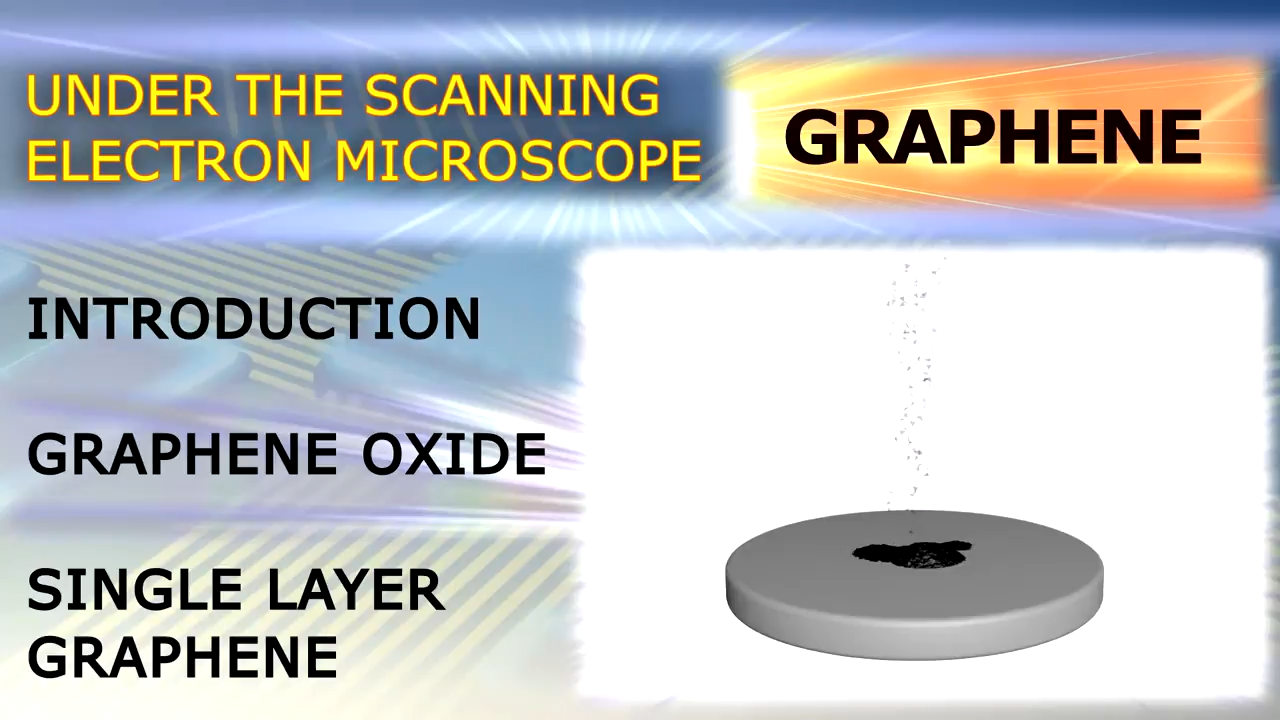 UNDER THE SCANNING
ELECTRON MICROSCOPE
GRAPHENE
INTRODUCTION
GRAPHENE OXIDE
SINGLE LAYER
GRAPHENE